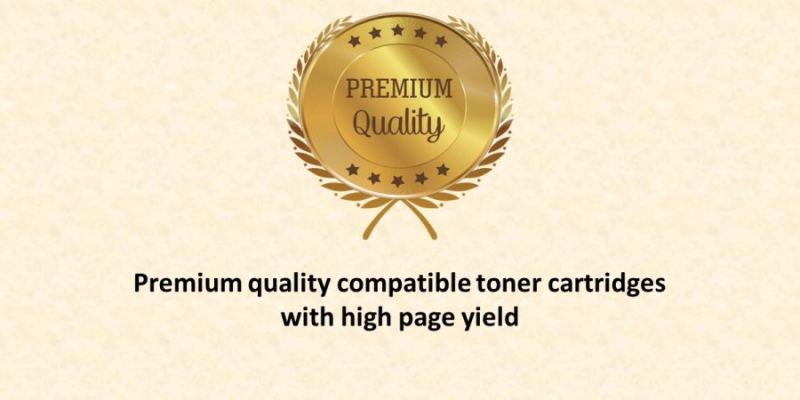 PREMIUM
Quality
Premium quality compatible toner cartridges
with high page yield